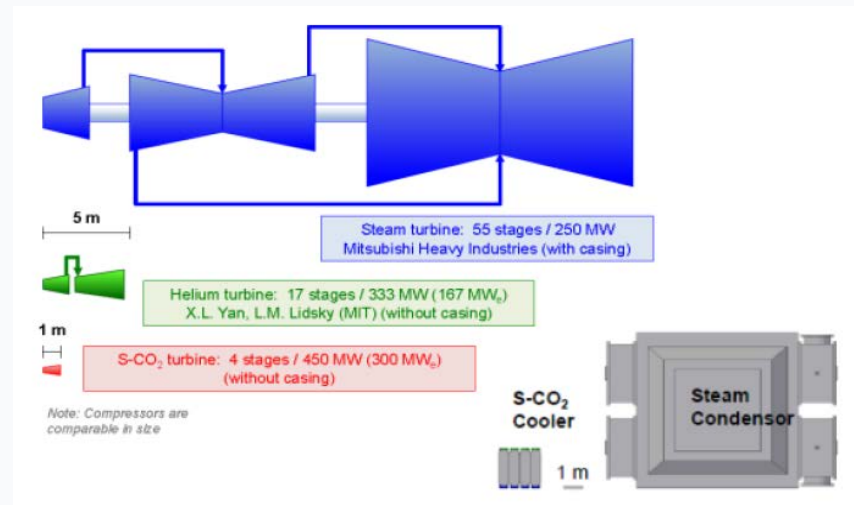 5 m
Steam turbine: 55 stages / 250 MW
Mitsubishi Heavy Industries (with casing)
Helium turbine: 17 stages / 333 MW (167 MWe)
X.L. Yan, L.M. Lidsky (MIT) (without casing)
1 m
S-CO2 turbine: 4 stages / 450 MW (300 MWe)
(without casing)
Note: Compressors are
comparable in size
S-CO2
Cooler
1 m
Steam
Condensor